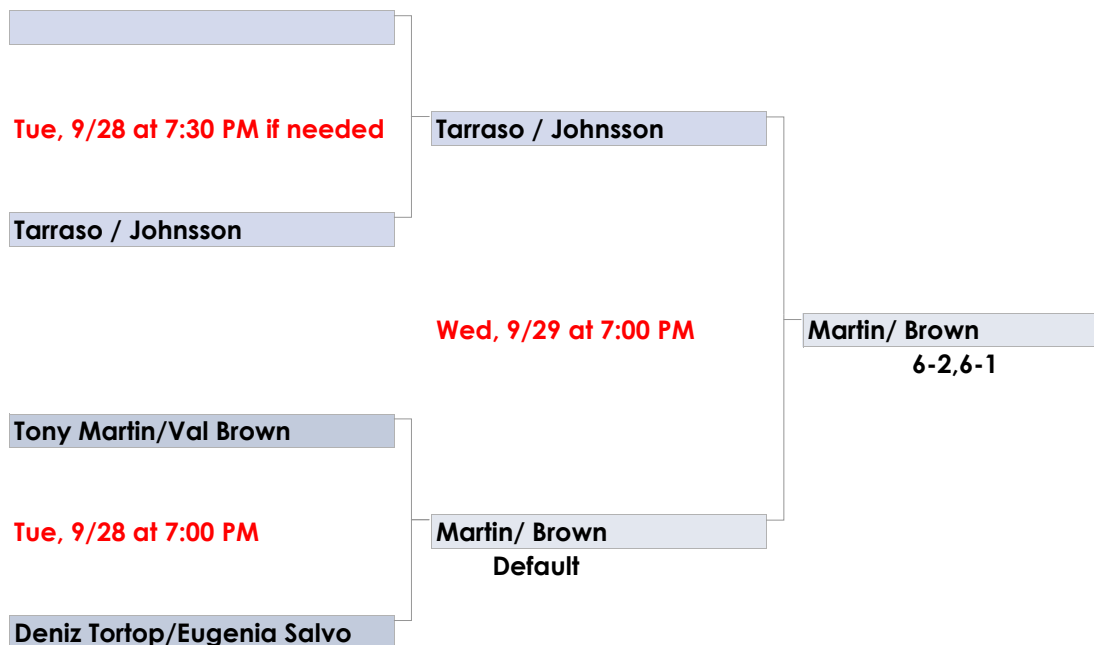 Tue, 9/28 at 7:30 PM if needed
Tarraso / Johnsson
Tarraso / Johnsson
Wed, 9/29 at 7:00 PM
Martin/ Brown
6-2,6-1
Tony Martin/Val Brown
Tue, 9/28 at 7:00 PM
Martin/ Brown
Default
Deniz Tortop/Eugenia Salvo